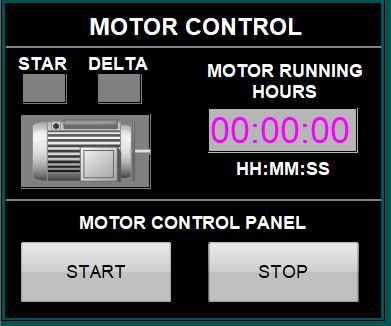 MOTOR CONTROL
STAR DELTA
MOTOR RUNNING
HOURS
00:00:00
HH:MM:SS
MOTOR CONTROL PANEL
START STOP